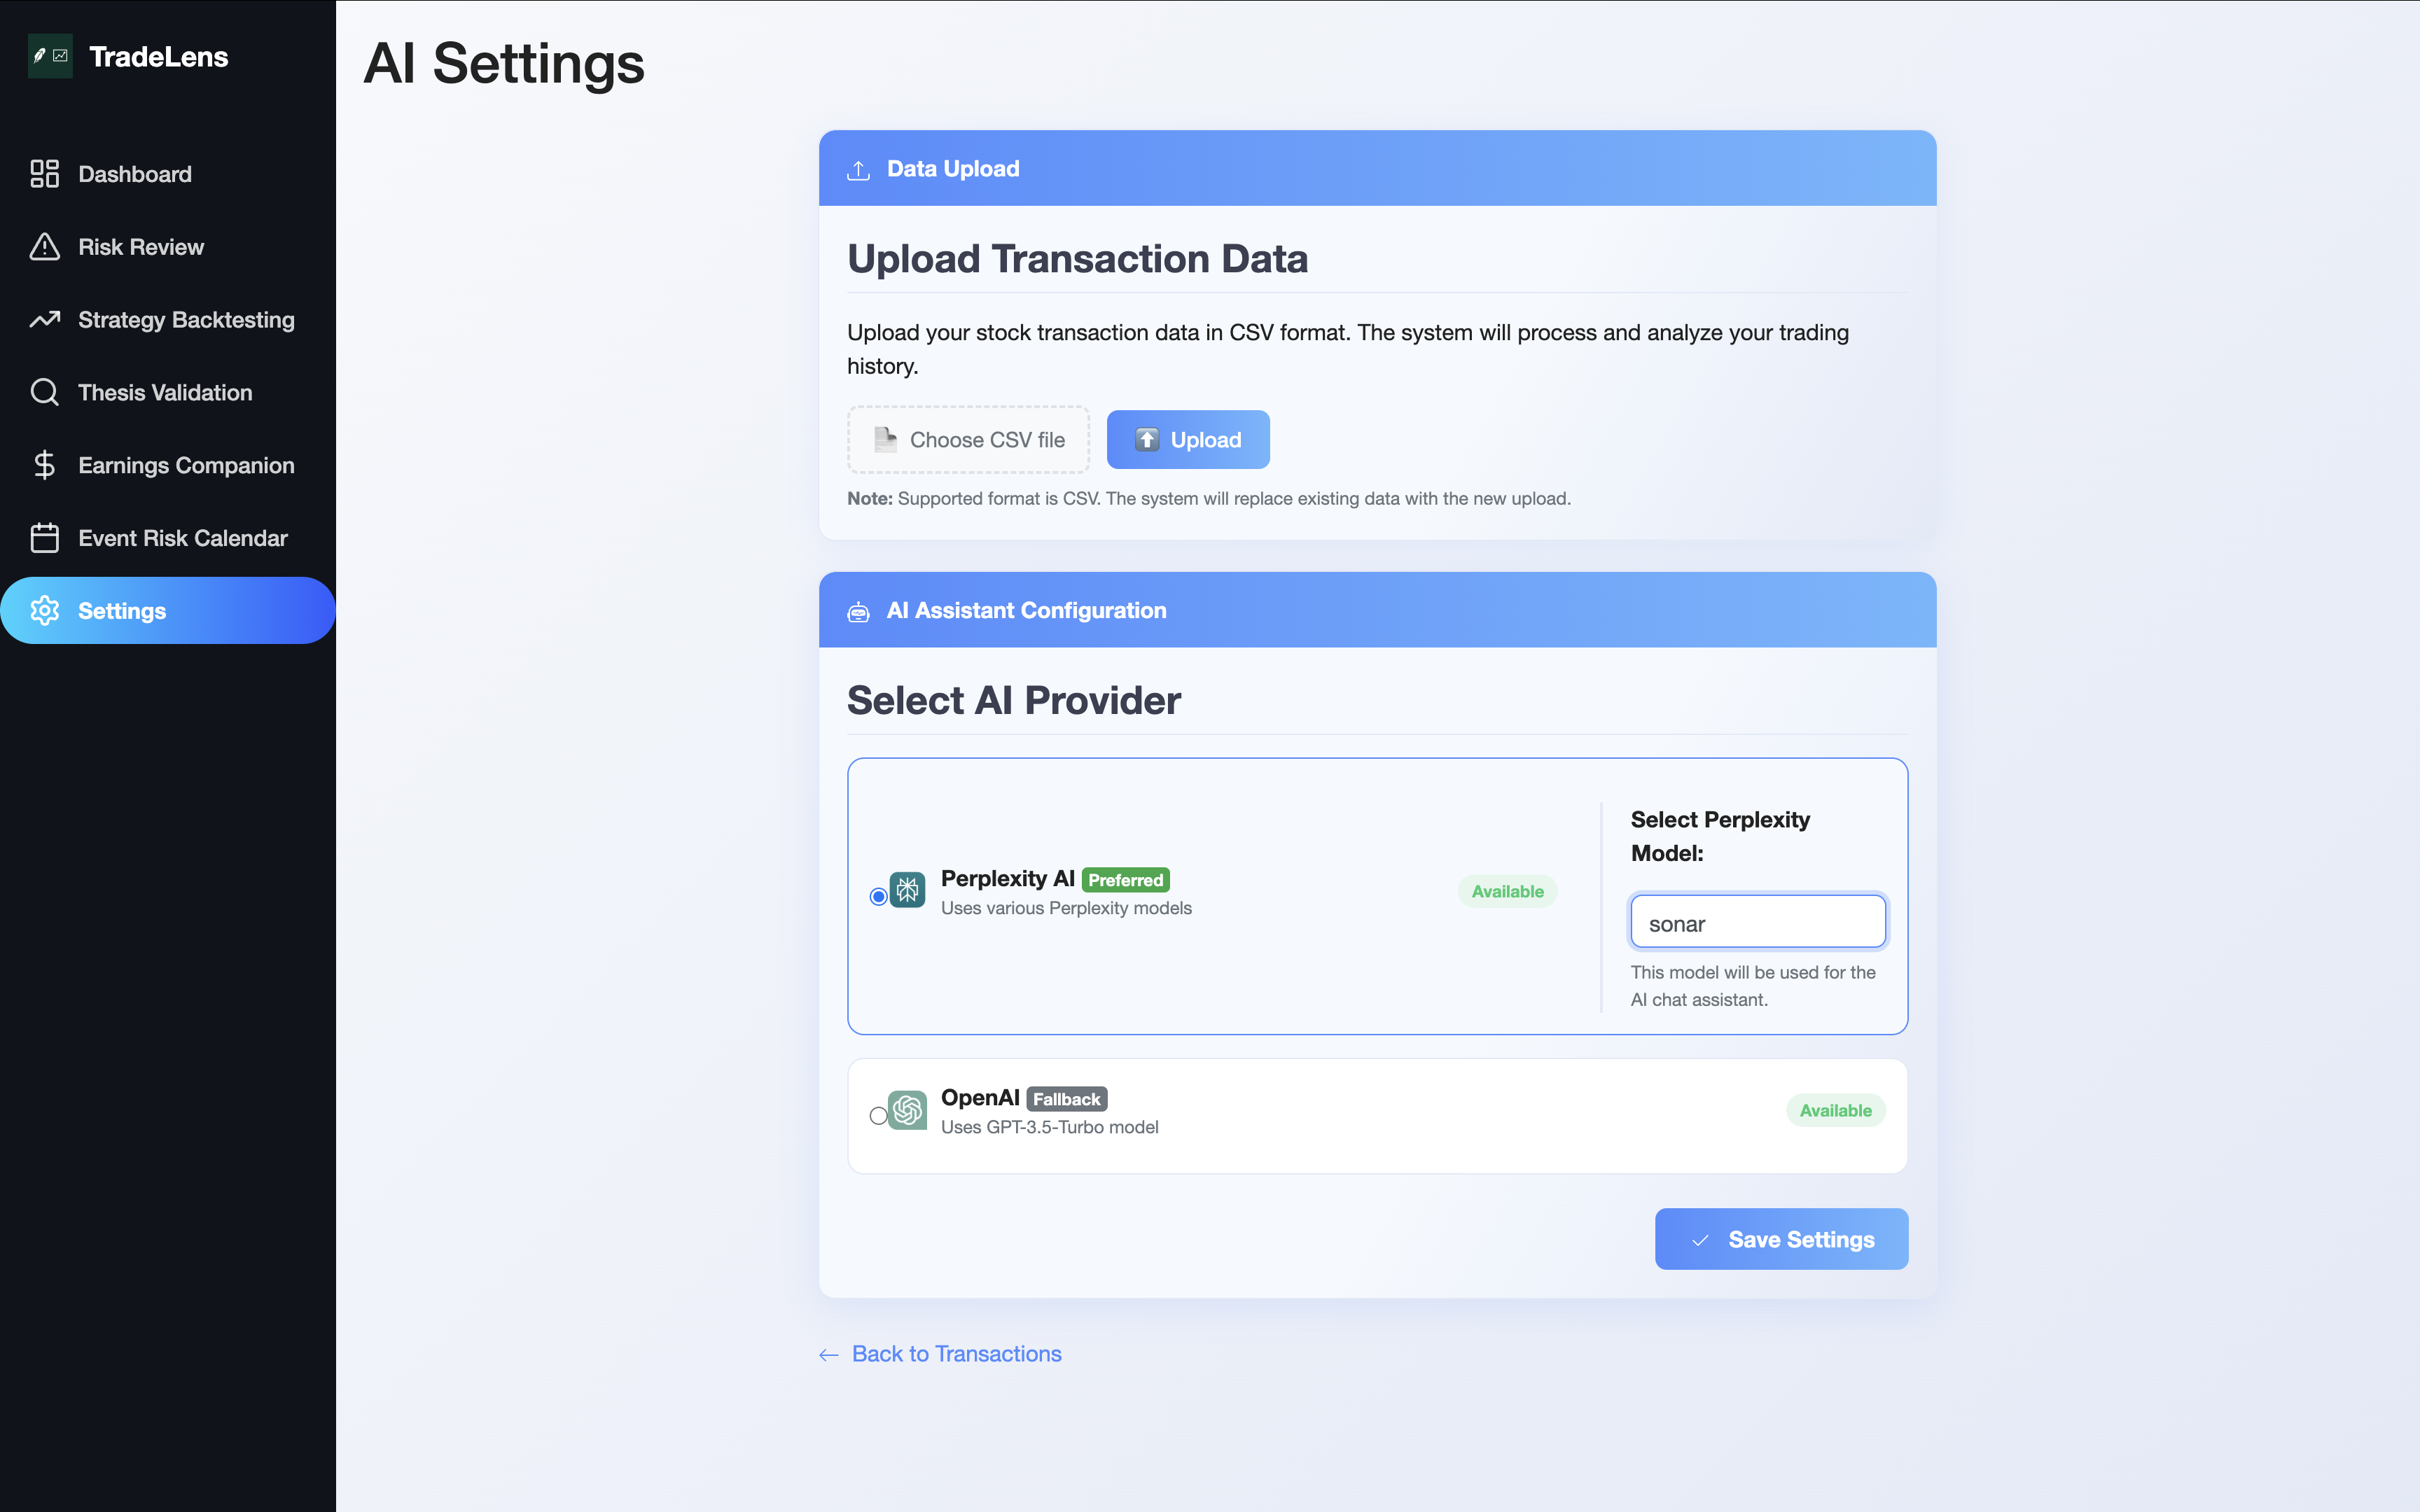 TradeLens
Dashboard
Risk Review
Strategy Backtesting
Thesis Validation
Earnings Companion
Event Risk Calendar
Settings
AI Settings
Data Upload
Upload Transaction Data
Upload your stock transaction data in CSV format. The system will process and analyze your trading
history.
Choose CSV file
Upload
Note: Supported format is CSV. The system will replace existing data with the new upload.
AI Assistant Configuration
Select AI Provider
Perplexity AI Preferred
Uses various Perplexity models
Available
Select Perplexity
Model:
sonar
This model will be used for the
AI chat assistant.
OpenAI Fallback
Uses GPT-3.5-Turbo model
Available
Save Settings
Back to Transactions